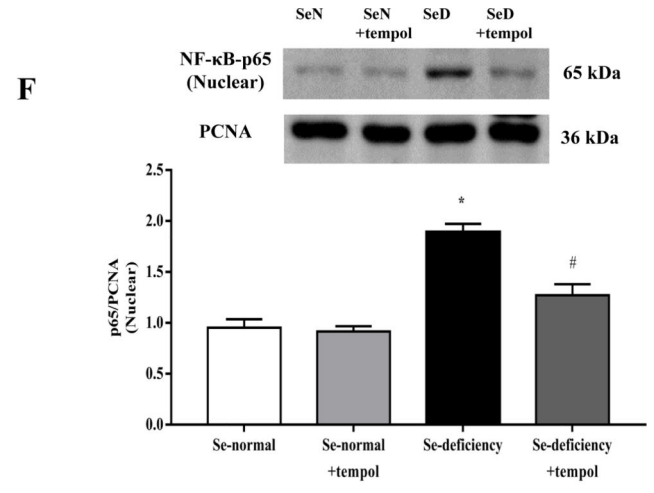 F
SeN SeN SeD SeD
+tempol +tempol
NF-κB-p65
(Nuclear)
65 kDa
PCNA
36 kDa
p65/PCNA
(Nuclear)
2.5
2.0
1.5
1.0
0.5
0.0
*
#
Se-normal Se-normal Se-deficiency Se-deficiency
+tempol +tempol